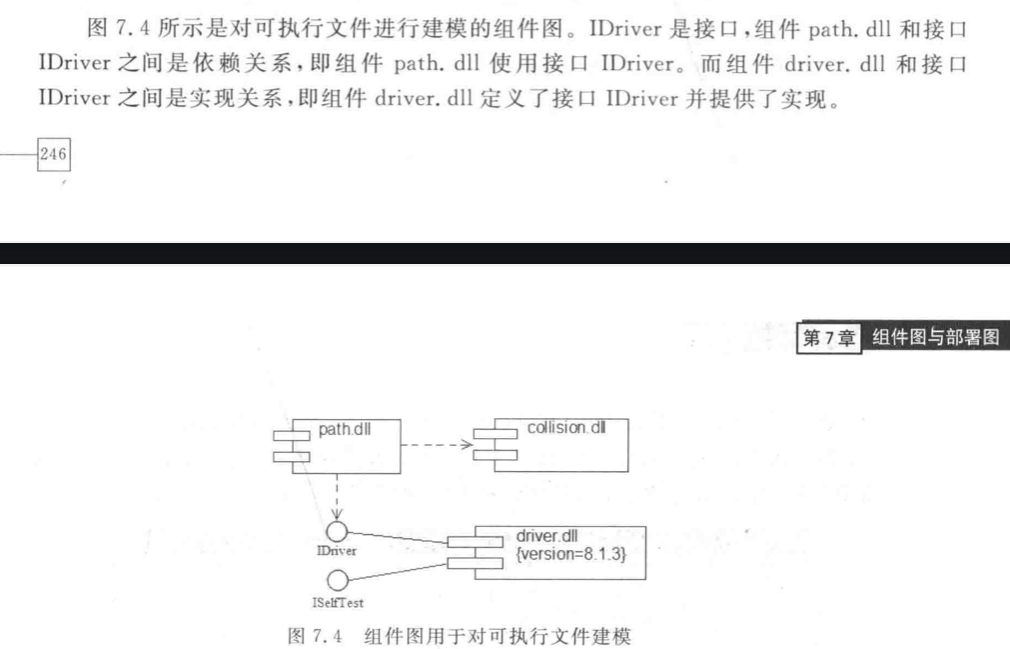 图 7.4 所示是对可执行文件进行建模的组件图。IDriver 是接口,组件 path.dll 和接口
IDriver 之间是依赖关系,即组件 path.dll 使用接口 IDriver。而组件 driver.dll 和接口
IDriver 之间是实现关系,即组件 driver.dll 定义了接口 IDriver 并提供了实现。
246
第 7 章 组件图与部署图
path.dll
collision.dll
IDriver
driver.dll
{version=8.1.3}
ISelfTest
图 7.4 组件图用于对可执行文件建模